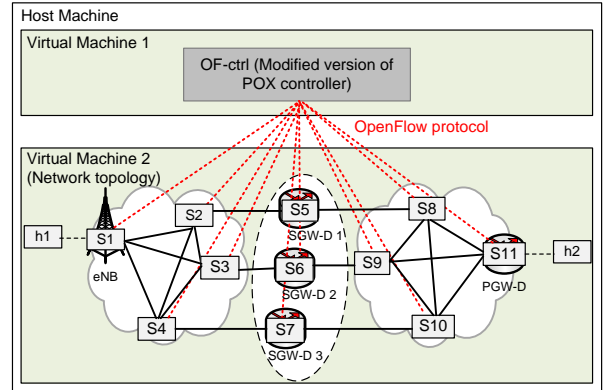 Host Machine
Virtual Machine 1
OF-ctrl (Modified version of
POX controller)
OpenFlow protocol
Virtual Machine 2
(Network topology)
S1
S2
S3
S4
S5
S6
S7
S8
S9
S10
S11
h1
h2
eNB
SGW-D 1
SGW-D 2
SGW-D 3
PGW-D